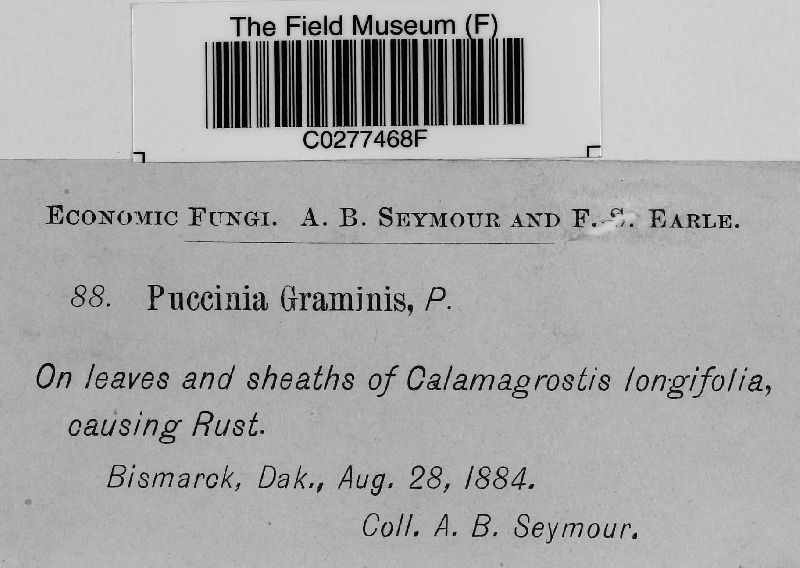 The Field Museum (F)
C0277468F
ECONOMIC FUNGI. A. B. SEYMOUR AND F. S. EARLE.
88. Puccinia Graminis, P.
On leaves and sheaths of Calamagrostis longifolia,
causing Rust.
Bismarck, Dak., Aug. 28, 1884.
Coll. A. B. Seymour.